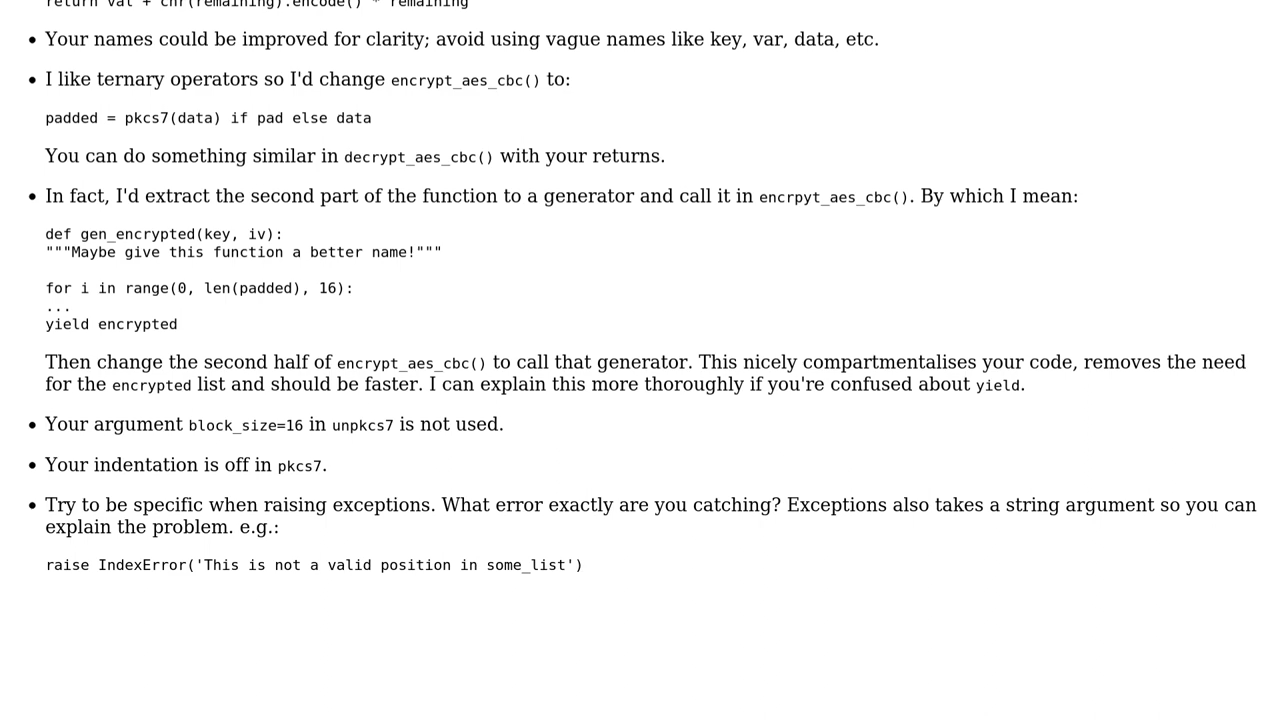 return val + chr(remaining).encode() * remaining
• Your names could be improved for clarity; avoid using vague names like key, var, data, etc.
• I like ternary operators so I'd change encrypt_aes_cbc() to:
padded = pkcs7(data) if pad else data
You can do something similar in decrypt_aes_cbc() with your returns.
• In fact, I'd extract the second part of the function to a generator and call it in encrpyt_aes_cbc(). By which I mean:
def gen_encrypted(key, iv):
"""Maybe give this function a better name!"""
for i in range(0, len(padded), 16):
...
yield encrypted
Then change the second half of encrypt_aes_cbc() to call that generator. This nicely compartmentalises your code, removes the need
for the encrypted list and should be faster. I can explain this more thoroughly if you're confused about yield.
• Your argument block_size=16 in unpkcs7 is not used.
• Your indentation is off in pkcs7.
• Try to be specific when raising exceptions. What error exactly are you catching? Exceptions also takes a string argument so you can
explain the problem. e.g.:
raise IndexError('This is not a valid position in some_list')